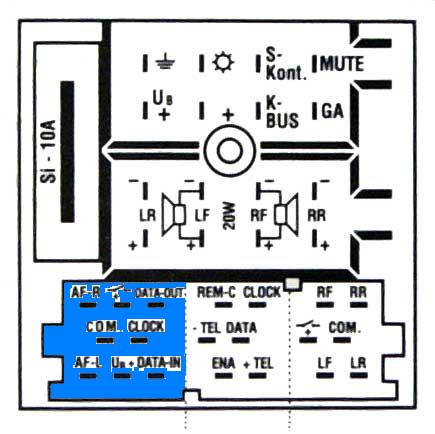 S-Kont. MUTE
U_B + + K-BUS GA
Si - 10A
- - - -
LR LF 20W RF RR
+ + + +
AF-R + DATA-OUT REM-C CLOCK RF RR
COM. CLOCK - TEL DATA + COM.
AF-L U_B + DATA-IN ENA + TEL LF LR